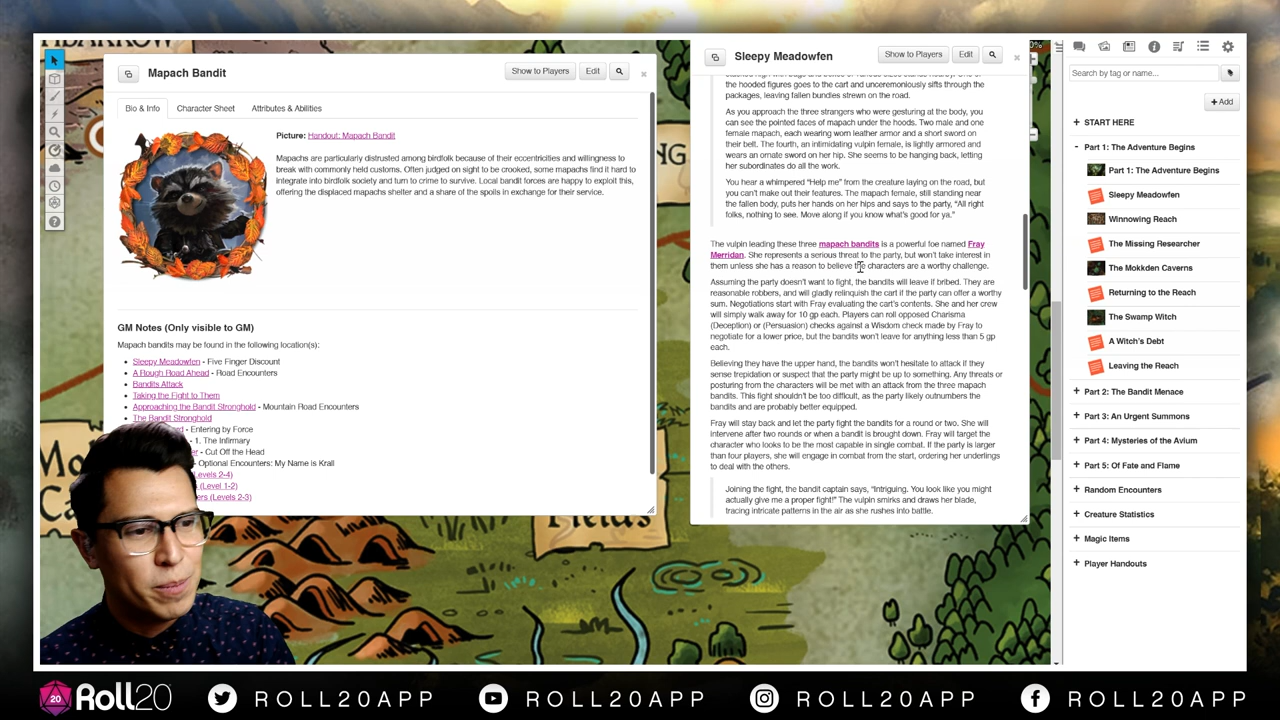 Mapach Bandit
Show to Players
Edit
Bio & Info
Character Sheet
Attributes & Abilities
Picture: Handout: Mapach Bandit
Mapachs are particularly distrusted among birdfolk because of their eccentricities and willingness to
break with commonly held customs. Often judged on sight to be crooked, some mapachs find it hard to
integrate into birdfolk society and turn to crime to survive. Local bandit forces are happy to exploit this,
offering the displaced mapachs shelter and a share of the spoils in exchange for their service.
GM Notes (Only visible to GM)
Mapach bandits may be found in the following location(s):
Sleepy Meadowfen - Five Finger Discount
A Rough Road Ahead - Road Encounters
Bandits Attack
Taking the Fight to Them
Approaching the Bandit Stronghold - Mountain Road Encounters
The Bandit Stronghold
- Entering by Force
- 1. The Infirmary
- Cut Off the Head
- Optional Encounters: My Name is Krall
(Levels 2-4)
(Level 1-2)
(Levels 2-3)
Sleepy Meadowfen
Show to Players
Edit
the hooded figures goes to the cart and unceremoniously sifts through the
packages, leaving fallen bundles strewn on the road.
As you approach the three strangers who were gesturing at the body, you
can see the pointed faces of mapach under the hoods. Two male and one
female mapach, each wearing worn leather armor and a short sword on
their belt. The fourth, an intimidating vulpin female, is lightly armored and
wears an ornate sword on her hip. She seems to be hanging back, letting
her subordinates do all the work.
You hear a whimpered "Help me" from the creature laying on the road, but
you can't make out their features. The mapach female, still standing near
the fallen body, puts her hands on her hips and says to the party, "All right
folks, nothing to see. Move along if you know what's good for ya."
The vulpin leading these three mapach bandits is a powerful foe named Fray
Merridan. She represents a serious threat to the party, but won't take interest in
them unless she has a reason to believe the characters are a worthy challenge.
Assuming the party doesn't want to fight, the bandits will leave if bribed. They are
reasonable robbers, and will gladly relinquish the cart if the party can offer a worthy
sum. Negotiations start with Fray evaluating the cart's contents. She and her crew
will simply walk away for 10 gp each. Players can roll opposed Charisma
(Deception) or (Persuasion) checks against a Wisdom check made by Fray to
negotiate for a lower price, but the bandits won't leave for anything less than 5 gp
each.
Believing they have the upper hand, the bandits won't hesitate to attack if they
sense trepidation or suspect that the party might be up to something. Any threats or
posturing from the characters will be met with an attack from the three mapach
bandits. This fight shouldn't be too difficult, as the party likely outnumbers the
bandits and are probably better equipped.
Fray will stay back and let the party fight the bandits for a round or two. She will
intervene after two rounds or when a bandit is brought down. Fray will target the
character who looks to be the most capable in single combat. If the party is larger
than four players, she will engage in combat from the start, ordering her underlings
to deal with the others.
Joining the fight, the bandit captain says, "Intriguing. You look like you might
actually give me a proper fight!" The vulpin smirks and draws her blade,
tracing intricate patterns in the air as she rushes into battle.
Search by tag or name...
+ Add
START HERE
Part 1: The Adventure Begins
Part 1: The Adventure Begins
Sleepy Meadowfen
Winnowing Reach
The Missing Researcher
The Mokkden Caverns
Returning to the Reach
The Swamp Witch
A Witch's Debt
Leaving the Reach
Part 2: The Bandit Menace
Part 3: An Urgent Summons
Part 4: Mysteries of the Avium
Part 5: Of Fate and Flame
Random Encounters
Creature Statistics
Magic Items
Player Handouts
20 Roll20
ROLL20APP
ROLL20APP
ROLL20APP
ROLL20APP